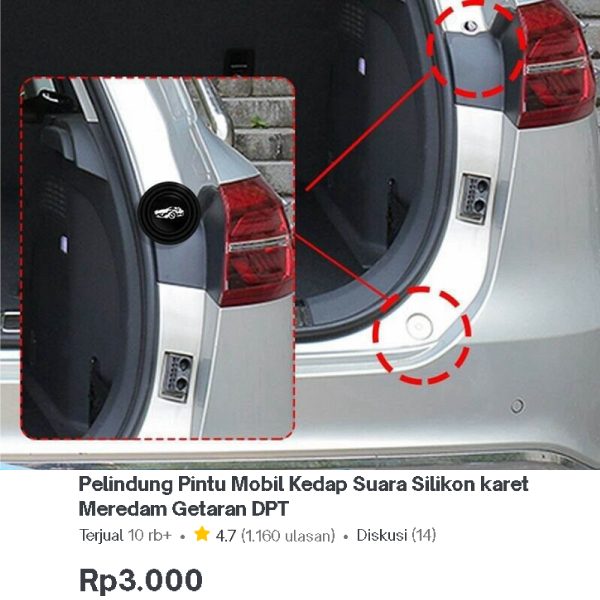 Pelindung Pintu Mobil Kedap Suara Silikon karet
Meredam Getaran DPT
Terjual 10 rb+ • 4.7 (1.160 ulasan) • Diskusi (14)
Rp3.000